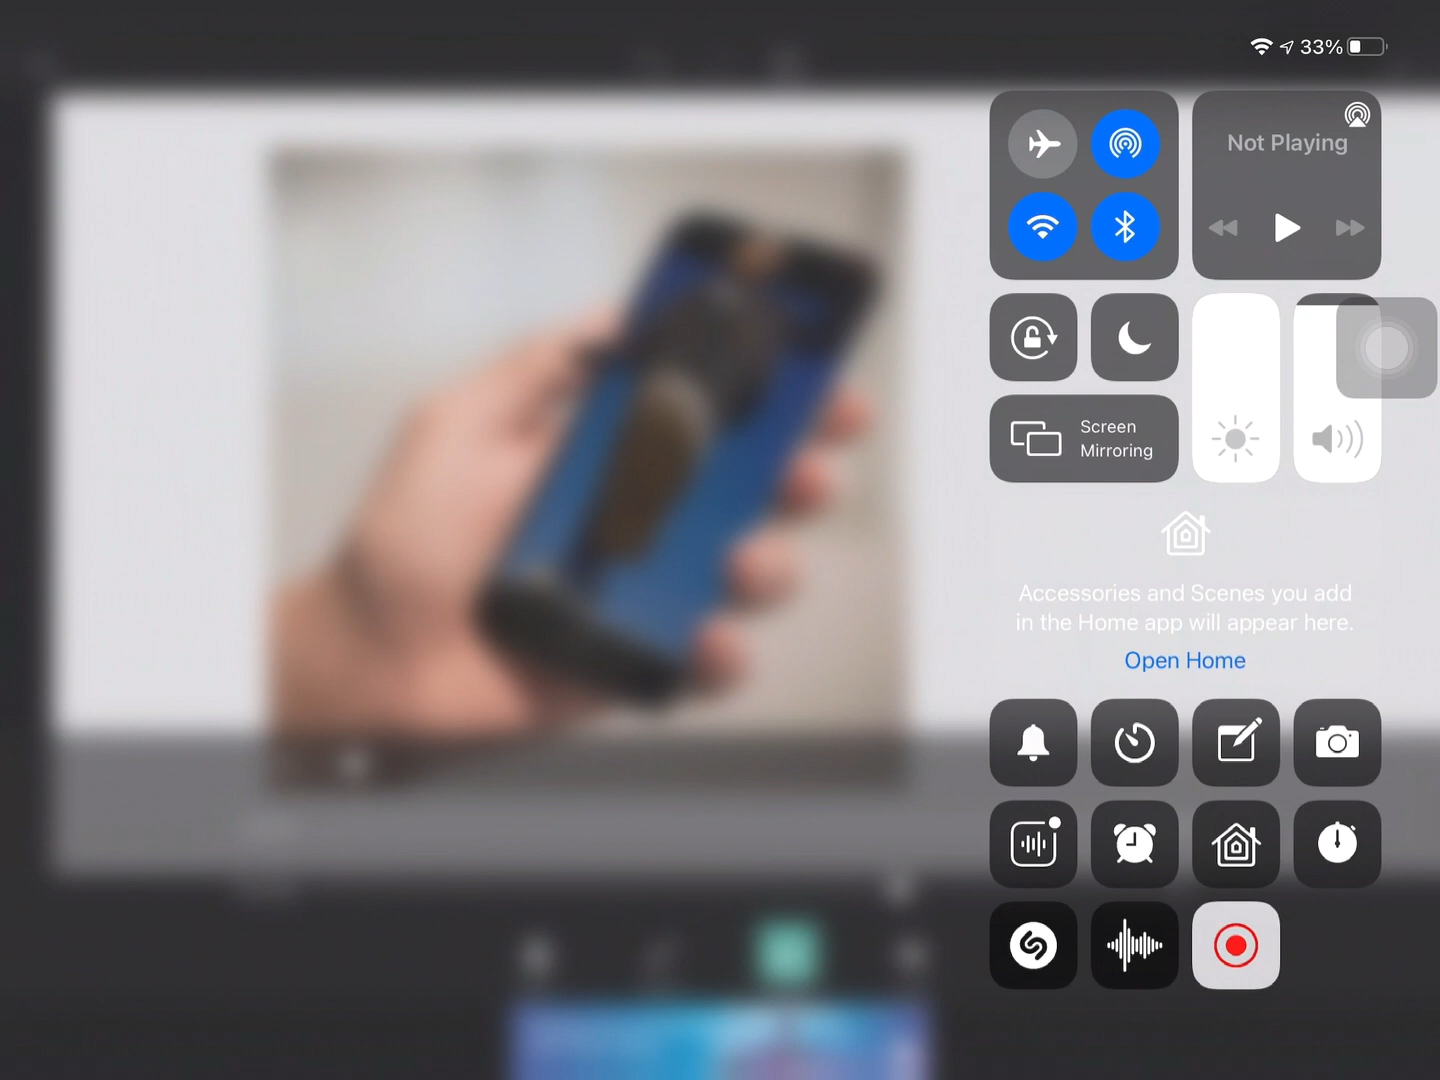 33%
Not Playing
Screen
Mirroring
Accessories and Scenes you add
in the Home app will appear here.
Open Home